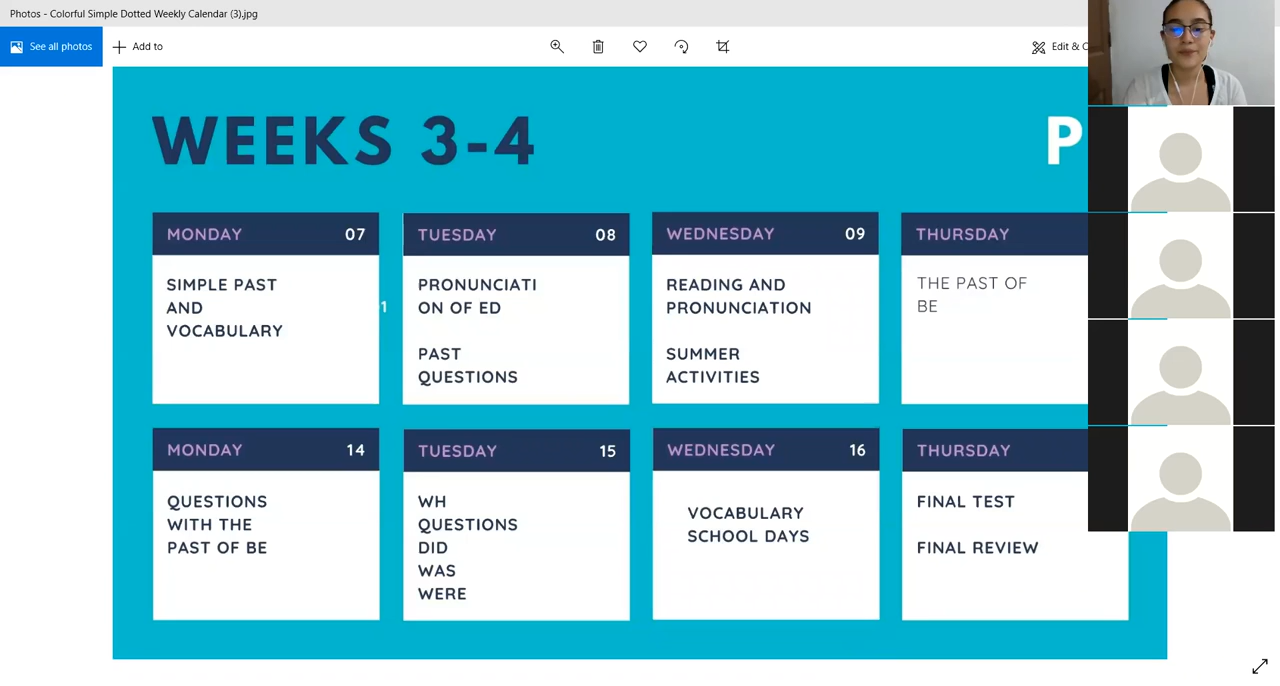 Photos - Colorful Simple Dotted Weekly Calendar (3).jpg
See all photos
Add to
Edit & C
WEEKS 3-4
P
MONDAY 07
SIMPLE PAST
AND
VOCABULARY
1
TUESDAY 08
PRONUNCIATI
ON OF ED
PAST
QUESTIONS
WEDNESDAY 09
READING AND
PRONUNCIATION
SUMMER
ACTIVITIES
THURSDAY
THE PAST OF
BE
MONDAY 14
QUESTIONS
WITH THE
PAST OF BE
TUESDAY 15
WH
QUESTIONS
DID
WAS
WERE
WEDNESDAY 16
VOCABULARY
SCHOOL DAYS
THURSDAY
FINAL TEST
FINAL REVIEW